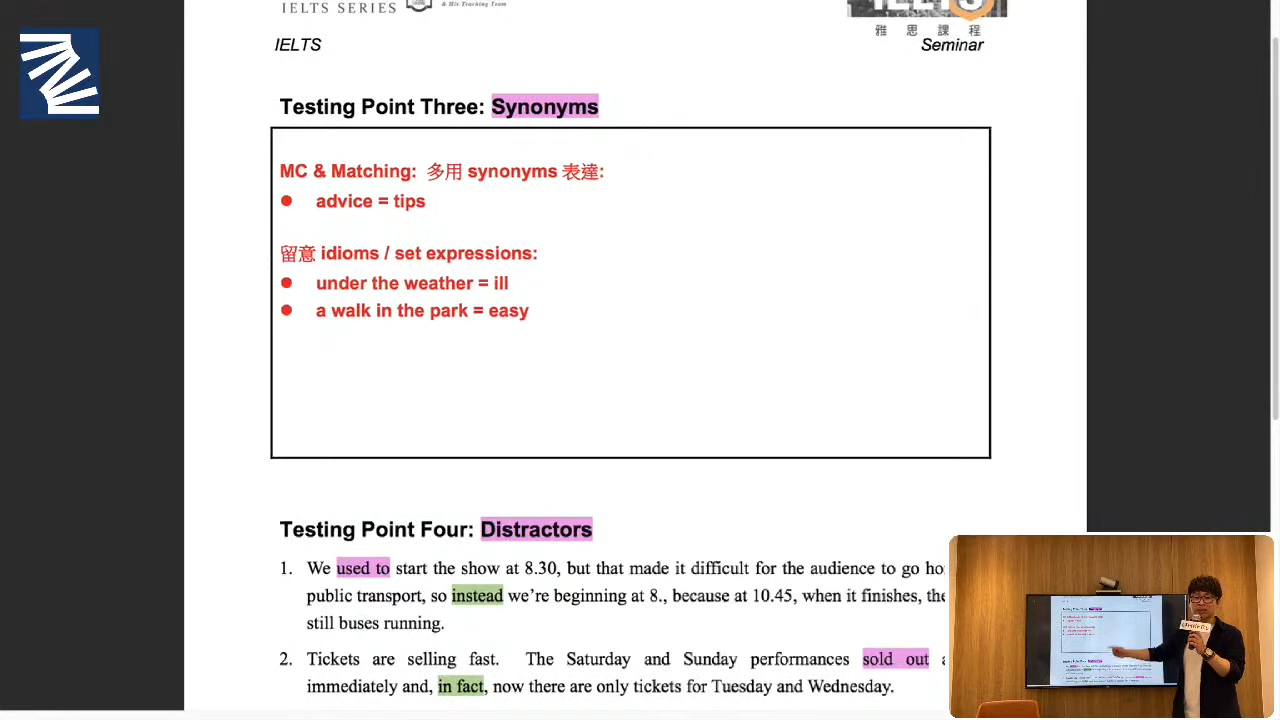 IELTS SERIES
& His Teaching Team
IELTS
雅 思 課 程
IELTS
Seminar
Testing Point Three: Synonyms
MC & Matching: 多用 synonyms 表達:
● advice = tips
留意 idioms / set expressions:
● under the weather = ill
● a walk in the park = easy
Testing Point Four: Distractors
1. We used to start the show at 8.30, but that made it difficult for the audience to go
public transport, so instead we're beginning at 8., because at 10.45, when it finishes,
still buses running.
2. Tickets are selling fast. The Saturday and Sunday performances sold out
immediately and, in fact, now there are only tickets for Tuesday and Wednesday.